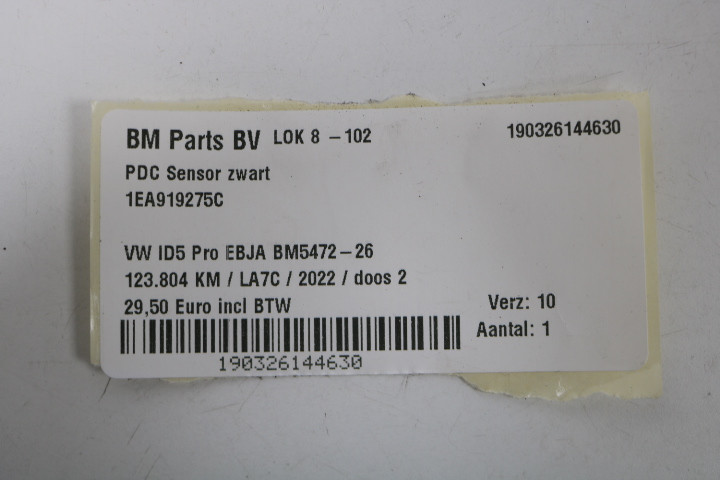 BM Parts BV LOK 8 - 102 190326144630
PDC Sensor zwart
1EA919275C
VW ID5 Pro EBJA BM5472-26
123.804 KM / LA7C / 2022 / doos 2
29,50 Euro incl BTW Verz: 10
Aantal: 1
190326144630